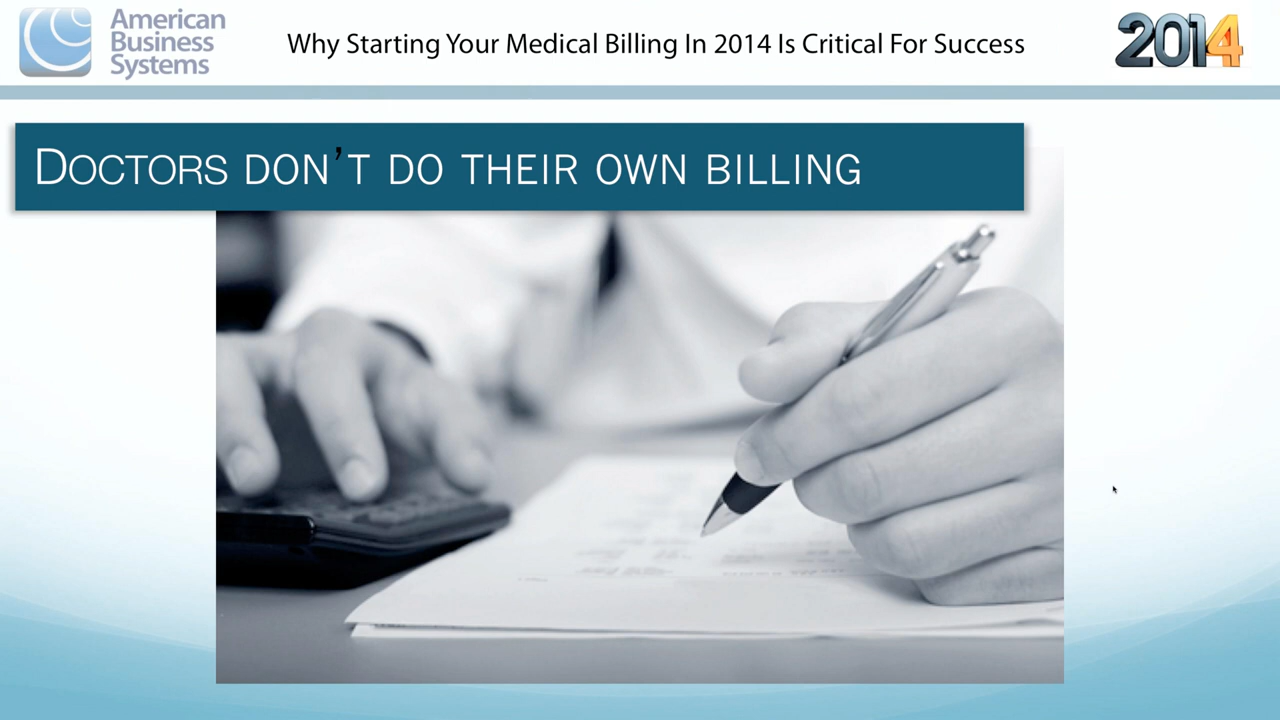 American
Business
Systems
Why Starting Your Medical Billing In 2014 Is Critical For Success
2014
DOCTORS DON'T DO THEIR OWN BILLING